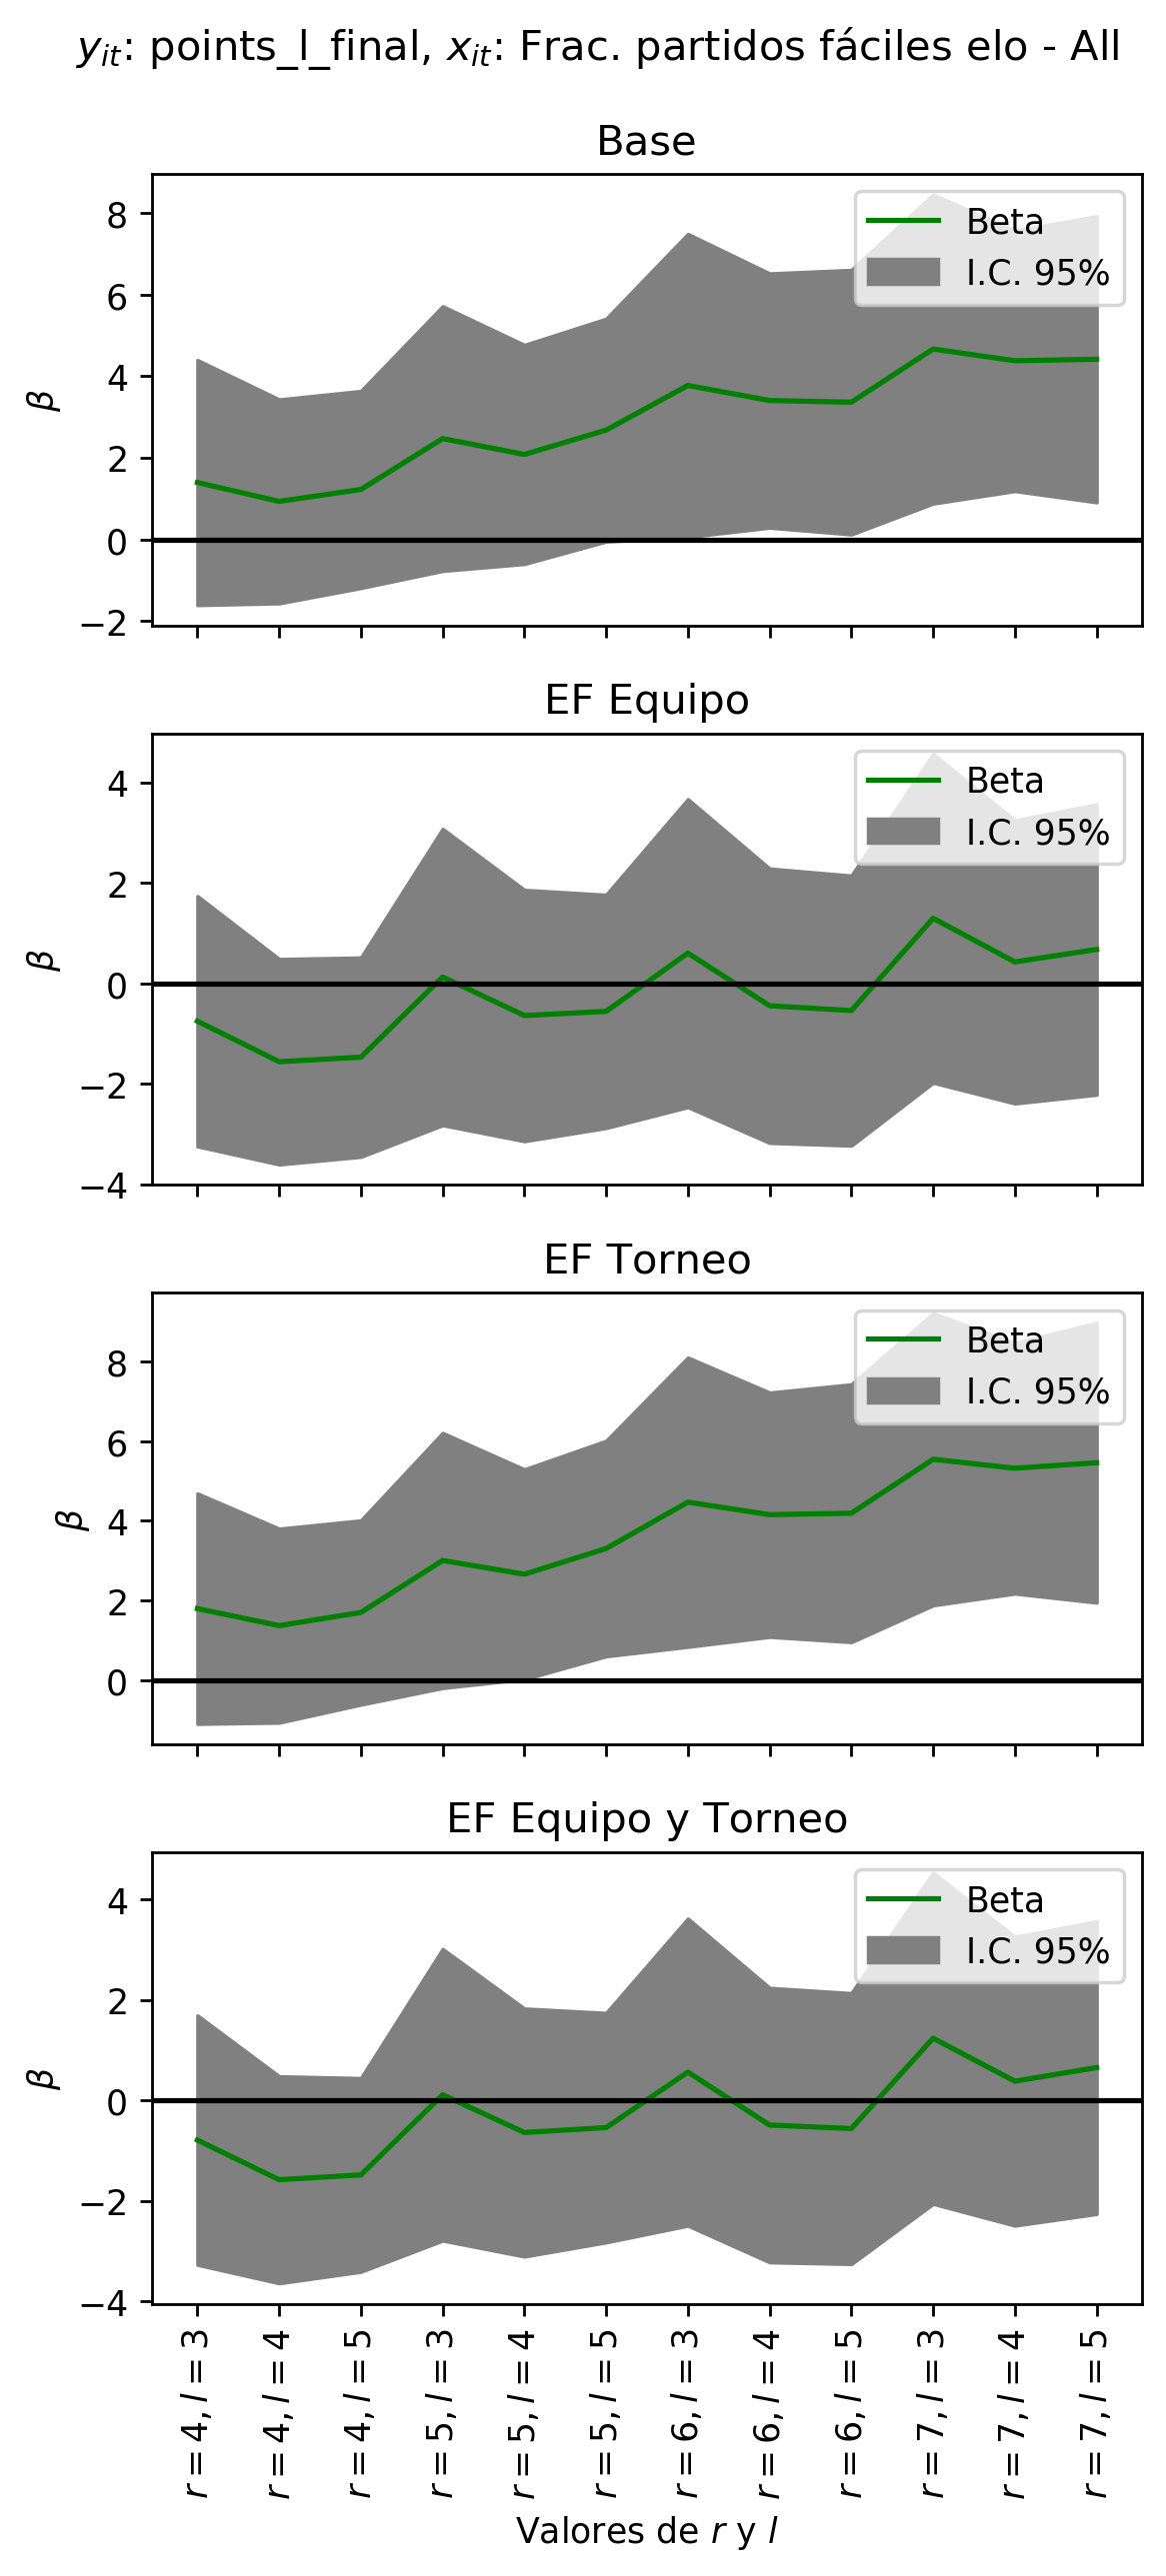 y_it: points_l_final, x_it: Frac. partidos fáciles elo - All
Base
Beta
I.C. 95%
8
6
4
2
0
−2
β
EF Equipo
Beta
I.C. 95%
4
2
0
−2
−4
β
EF Torneo
Beta
I.C. 95%
8
6
4
2
0
β
EF Equipo y Torneo
Beta
I.C. 95%
4
2
0
−2
−4
β
r = 4, l = 3
r = 4, l = 4
r = 4, l = 5
r = 5, l = 3
r = 5, l = 4
r = 5, l = 5
r = 6, l = 3
r = 6, l = 4
r = 6, l = 5
r = 7, l = 3
r = 7, l = 4
r = 7, l = 5
Valores de r y l